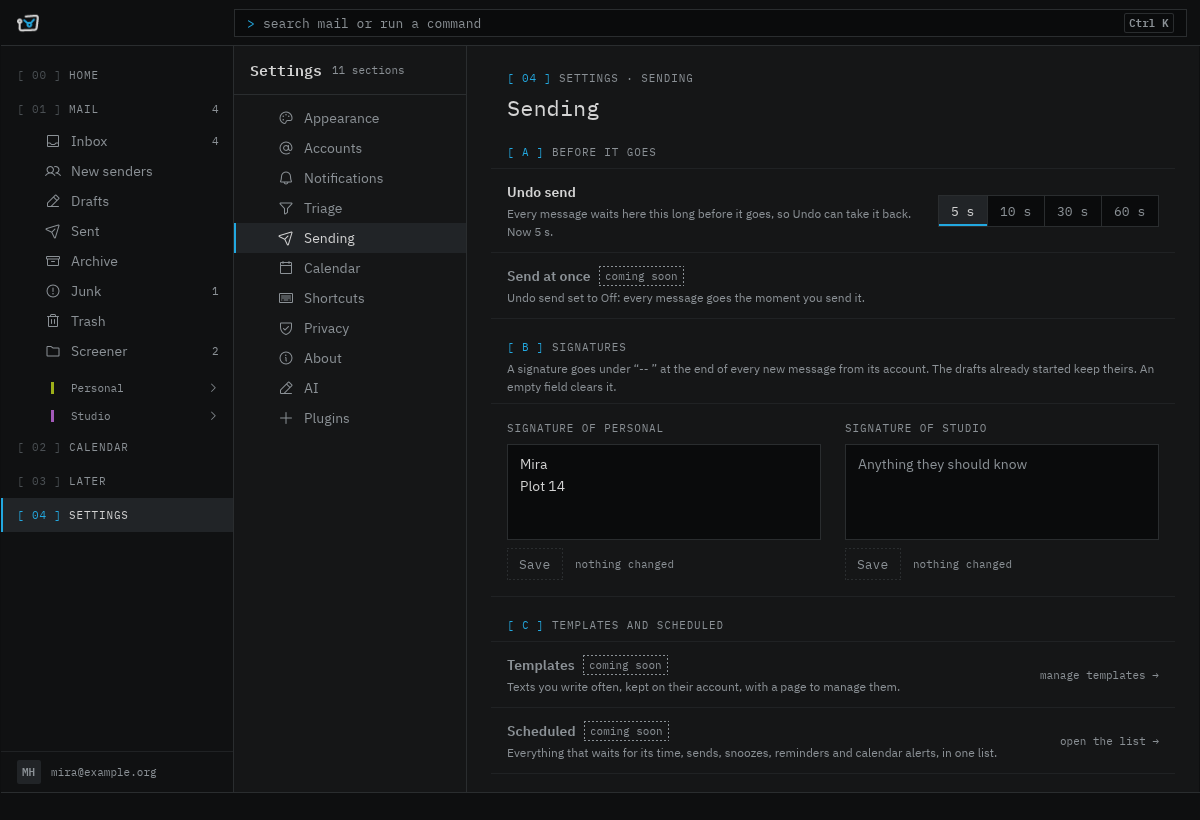 > search mail or run a command
Ctrl K
[ 00 ] HOME
[ 01 ] MAIL 4
Inbox 4
New senders
Drafts
Sent
Archive
Junk 1
Trash
Screener 2
Personal
Studio
[ 02 ] CALENDAR
[ 03 ] LATER
[ 04 ] SETTINGS
MH mira@example.org
Settings 11 sections
Appearance
Accounts
Notifications
Triage
Sending
Calendar
Shortcuts
Privacy
About
AI
Plugins
[ 04 ] SETTINGS · SENDING
Sending
[ A ] BEFORE IT GOES
Undo send
Every message waits here this long before it goes, so Undo can take it back.
Now 5 s.
5 s 10 s 30 s 60 s
Send at once coming soon
Undo send set to Off: every message goes the moment you send it.
[ B ] SIGNATURES
A signature goes under “-- ” at the end of every new message from its account. The drafts already started keep theirs. An
empty field clears it.
SIGNATURE OF PERSONAL
Mira
Plot 14
Save nothing changed
SIGNATURE OF STUDIO
Anything they should know
Save nothing changed
[ C ] TEMPLATES AND SCHEDULED
Templates coming soon
Texts you write often, kept on their account, with a page to manage them.
manage templates →
Scheduled coming soon
Everything that waits for its time, sends, snoozes, reminders and calendar alerts, in one list.
open the list →